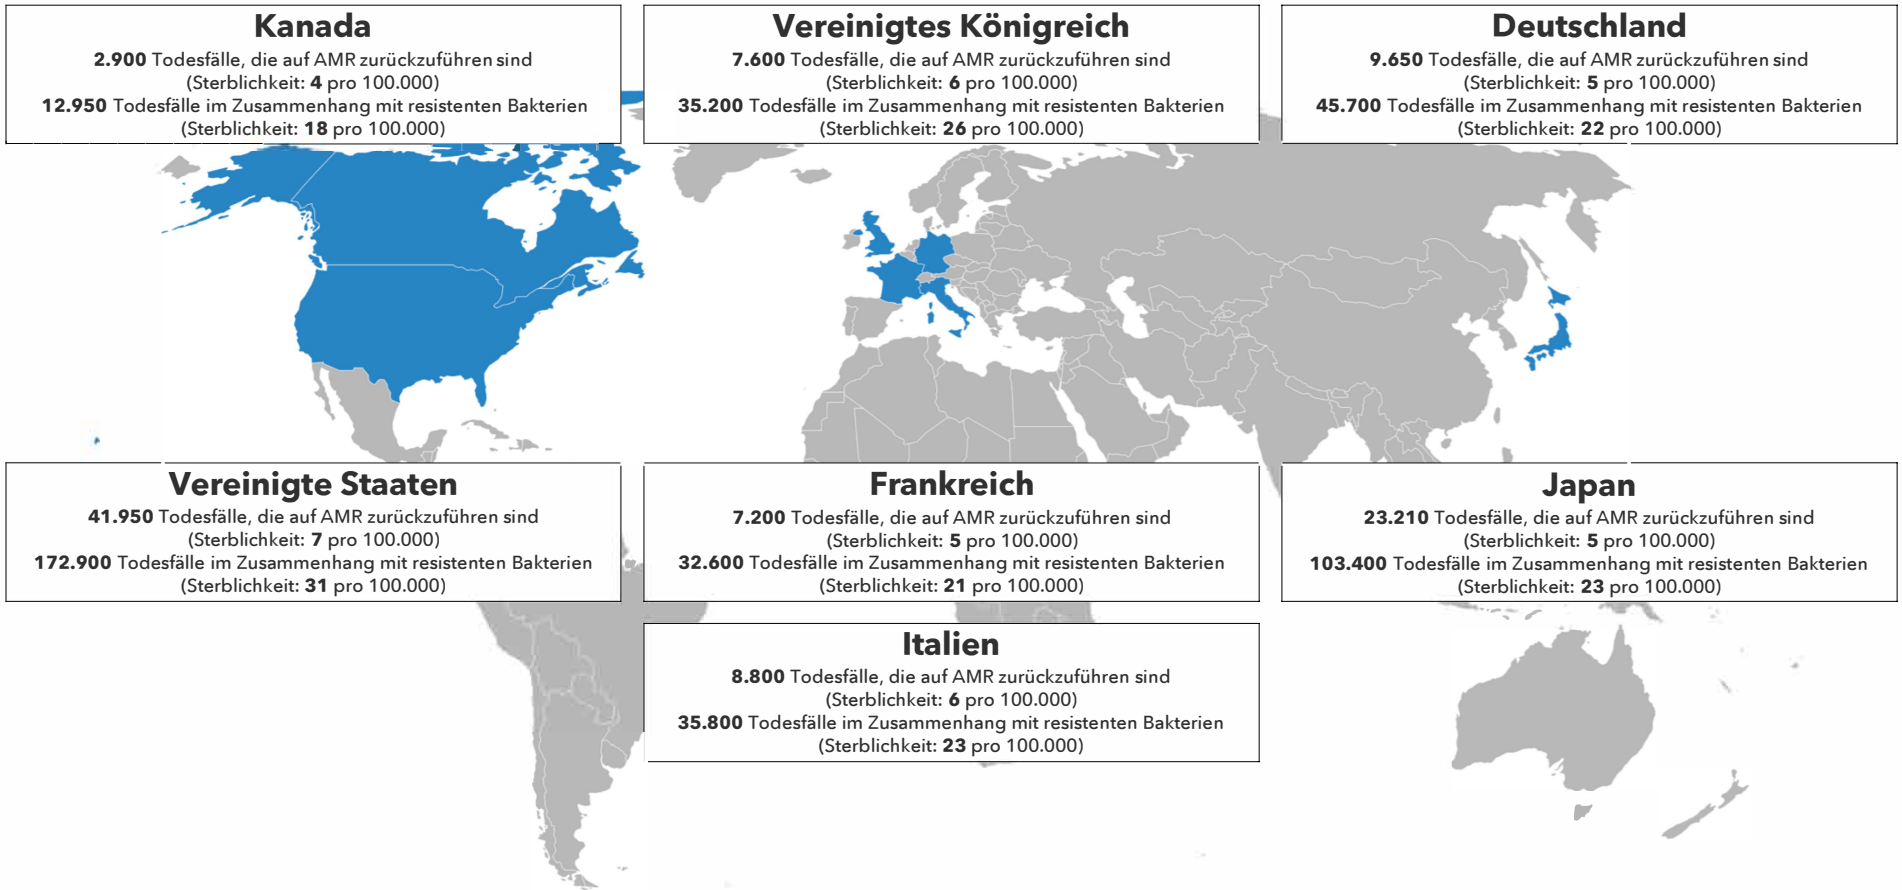 Kanada
2.900 Todesfälle, die auf AMR zurückzuführen sind
(Sterblichkeit: 4 pro 100.000)
12.950 Todesfälle im Zusammenhang mit resistenten Bakterien
(Sterblichkeit: 18 pro 100.000)
Vereinigtes Königreich
7.600 Todesfälle, die auf AMR zurückzuführen sind
(Sterblichkeit: 6 pro 100.000)
35.200 Todesfälle im Zusammenhang mit resistenten Bakterien
(Sterblichkeit: 26 pro 100.000)
Deutschland
9.650 Todesfälle, die auf AMR zurückzuführen sind
(Sterblichkeit: 5 pro 100.000)
45.700 Todesfälle im Zusammenhang mit resistenten Bakterien
(Sterblichkeit: 22 pro 100.000)
Vereinigte Staaten
41.950 Todesfälle, die auf AMR zurückzuführen sind
(Sterblichkeit: 7 pro 100.000)
172.900 Todesfälle im Zusammenhang mit resistenten Bakterien
(Sterblichkeit: 31 pro 100.000)
Frankreich
7.200 Todesfälle, die auf AMR zurückzuführen sind
(Sterblichkeit: 5 pro 100.000)
32.600 Todesfälle im Zusammenhang mit resistenten Bakterien
(Sterblichkeit: 21 pro 100.000)
Japan
23.210 Todesfälle, die auf AMR zurückzuführen sind
(Sterblichkeit: 5 pro 100.000)
103.400 Todesfälle im Zusammenhang mit resistenten Bakterien
(Sterblichkeit: 23 pro 100.000)
Italien
8.800 Todesfälle, die auf AMR zurückzuführen sind
(Sterblichkeit: 6 pro 100.000)
35.800 Todesfälle im Zusammenhang mit resistenten Bakterien
(Sterblichkeit: 23 pro 100.000)